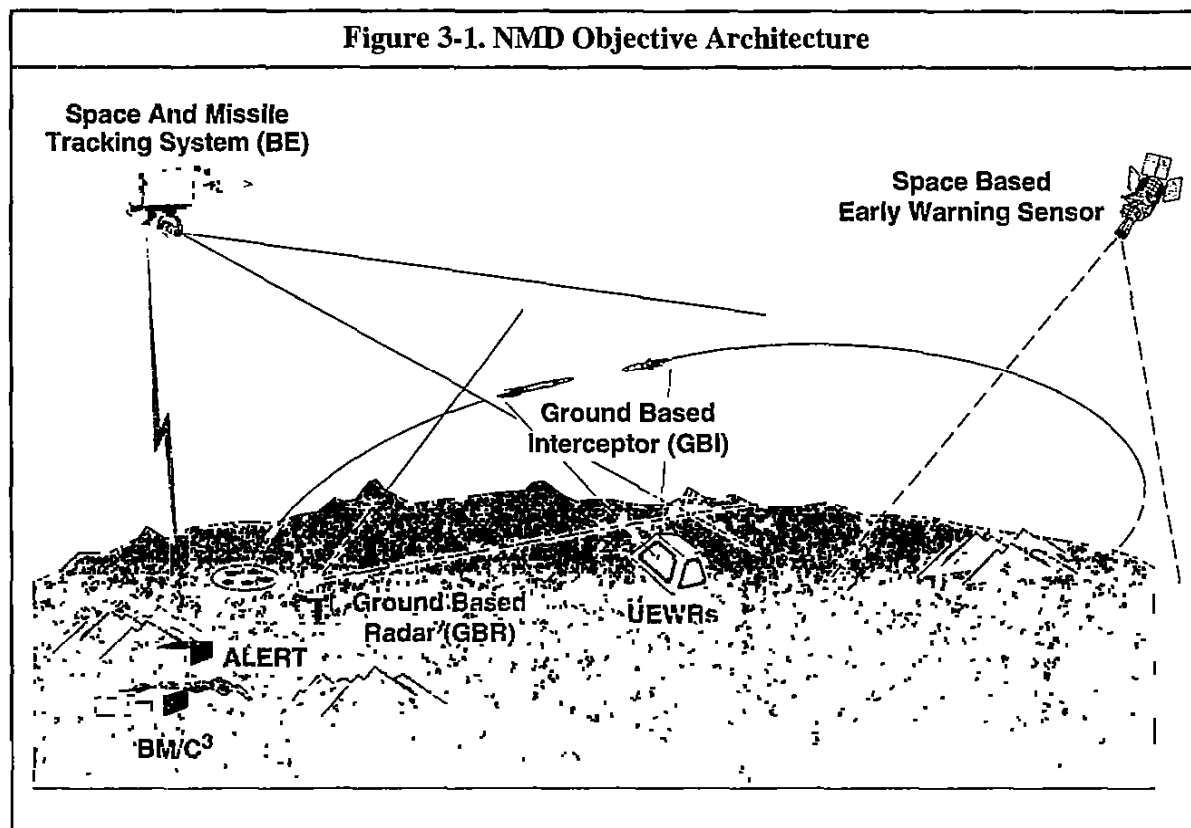 Figure 3-1. NMD Objective Architecture
Space And Missile
Tracking System (BE)
Space Based
Early Warning Sensor
Ground Based
Interceptor (GBI)
Ground Based
Radar (GBR)
UEWRs
ALERT
BM/C³